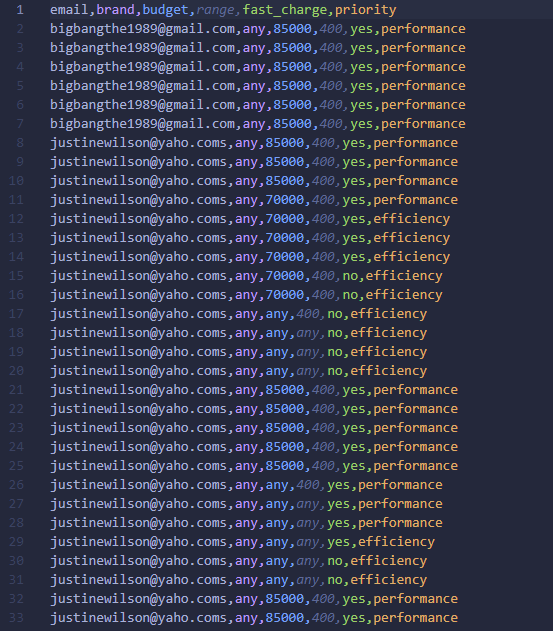 1 email,brand,budget,range,fast_charge,priority
2 bigbangthe1989@gmail.com,any,85000,400,yes,performance
3 bigbangthe1989@gmail.com,any,85000,400,yes,performance
4 bigbangthe1989@gmail.com,any,85000,400,yes,performance
5 bigbangthe1989@gmail.com,any,85000,400,yes,performance
6 bigbangthe1989@gmail.com,any,85000,400,yes,performance
7 bigbangthe1989@gmail.com,any,85000,400,yes,performance
8 justinewilson@yaho.coms,any,85000,400,yes,performance
9 justinewilson@yaho.coms,any,85000,400,yes,performance
10 justinewilson@yaho.coms,any,85000,400,yes,performance
11 justinewilson@yaho.coms,any,70000,400,yes,performance
12 justinewilson@yaho.coms,any,70000,400,yes,efficiency
13 justinewilson@yaho.coms,any,70000,400,yes,efficiency
14 justinewilson@yaho.coms,any,70000,400,yes,efficiency
15 justinewilson@yaho.coms,any,70000,400,no,efficiency
16 justinewilson@yaho.coms,any,70000,400,no,efficiency
17 justinewilson@yaho.coms,any,any,400,no,efficiency
18 justinewilson@yaho.coms,any,any,any,no,efficiency
19 justinewilson@yaho.coms,any,any,any,no,efficiency
20 justinewilson@yaho.coms,any,any,any,no,efficiency
21 justinewilson@yaho.coms,any,85000,400,yes,performance
22 justinewilson@yaho.coms,any,85000,400,yes,performance
23 justinewilson@yaho.coms,any,85000,400,yes,performance
24 justinewilson@yaho.coms,any,85000,400,yes,performance
25 justinewilson@yaho.coms,any,85000,400,yes,performance
26 justinewilson@yaho.coms,any,any,400,yes,performance
27 justinewilson@yaho.coms,any,any,any,yes,performance
28 justinewilson@yaho.coms,any,any,any,yes,performance
29 justinewilson@yaho.coms,any,any,any,yes,efficiency
30 justinewilson@yaho.coms,any,any,any,no,efficiency
31 justinewilson@yaho.coms,any,any,any,no,efficiency
32 justinewilson@yaho.coms,any,85000,400,yes,performance
33 justinewilson@yaho.coms,any,85000,400,yes,performance